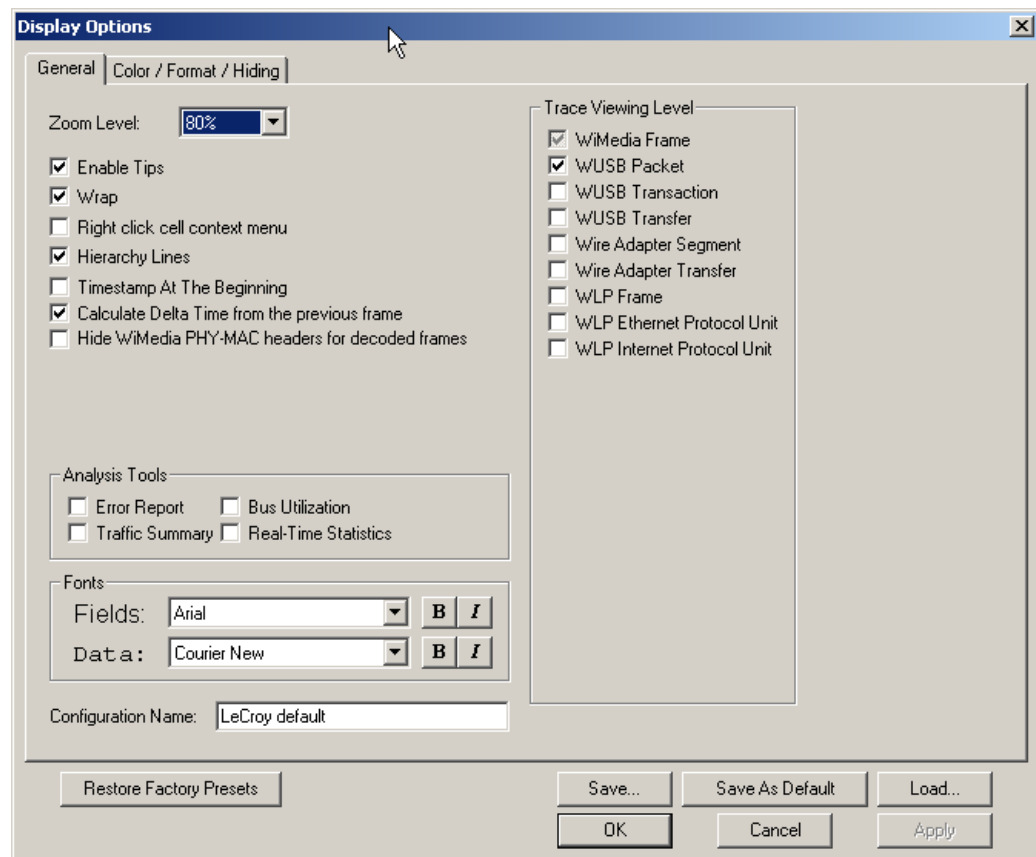 Display Options
General
Color / Format / Hiding
Zoom Level: 80%
Enable Tips
Wrap
Right click cell context menu
Hierarchy Lines
Timestamp At The Beginning
Calculate Delta Time from the previous frame
Hide WiMedia PHY-MAC headers for decoded frames
Trace Viewing Level
WiMedia Frame
WUSB Packet
WUSB Transaction
WUSB Transfer
Wire Adapter Segment
Wire Adapter Transfer
WLP Frame
WLP Ethernet Protocol Unit
WLP Internet Protocol Unit
Analysis Tools
Error Report Bus Utilization
Traffic Summary Real-Time Statistics
Fonts
Fields: Arial B I
Data: Courier New B I
Configuration Name: LeCroy default
Restore Factory Presets Save... Save As Default Load...
OK Cancel Apply